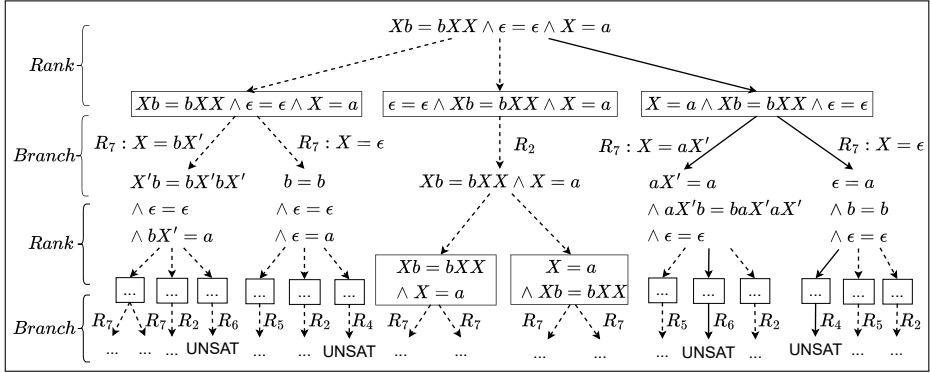 Xb = bXX ∧ ϵ = ϵ ∧ X = a
Rank
Xb = bXX ∧ ϵ = ϵ ∧ X = a
ϵ = ϵ ∧ Xb = bXX ∧ X = a
X = a ∧ Xb = bXX ∧ ϵ = ϵ
Branch
R₇ : X = bX′
R₇ : X = ϵ
R₂
R₇ : X = aX′
R₇ : X = ϵ
X′b = bX′bX′
∧ ϵ = ϵ
∧ bX′ = a
b = b
∧ ϵ = ϵ
∧ ϵ = a
Xb = bXX ∧ X = a
aX′ = a
∧ aX′b = baX′aX′
∧ ϵ = ϵ
ϵ = a
∧ b = b
∧ ϵ = ϵ
Rank
... ... ...
... ... ...
Xb = bXX
∧ X = a
X = a
∧ Xb = bXX
... ... ...
... ... ...
Branch
R₇ R₇ R₂ R₆ R₅ R₂ R₄ R₇ R₇ R₇ R₇ R₅ R₆ R₂ R₄ R₅ R₂
... ... ... UNSAT ... ... UNSAT ... ... ... ... ... UNSAT ... UNSAT ... ...